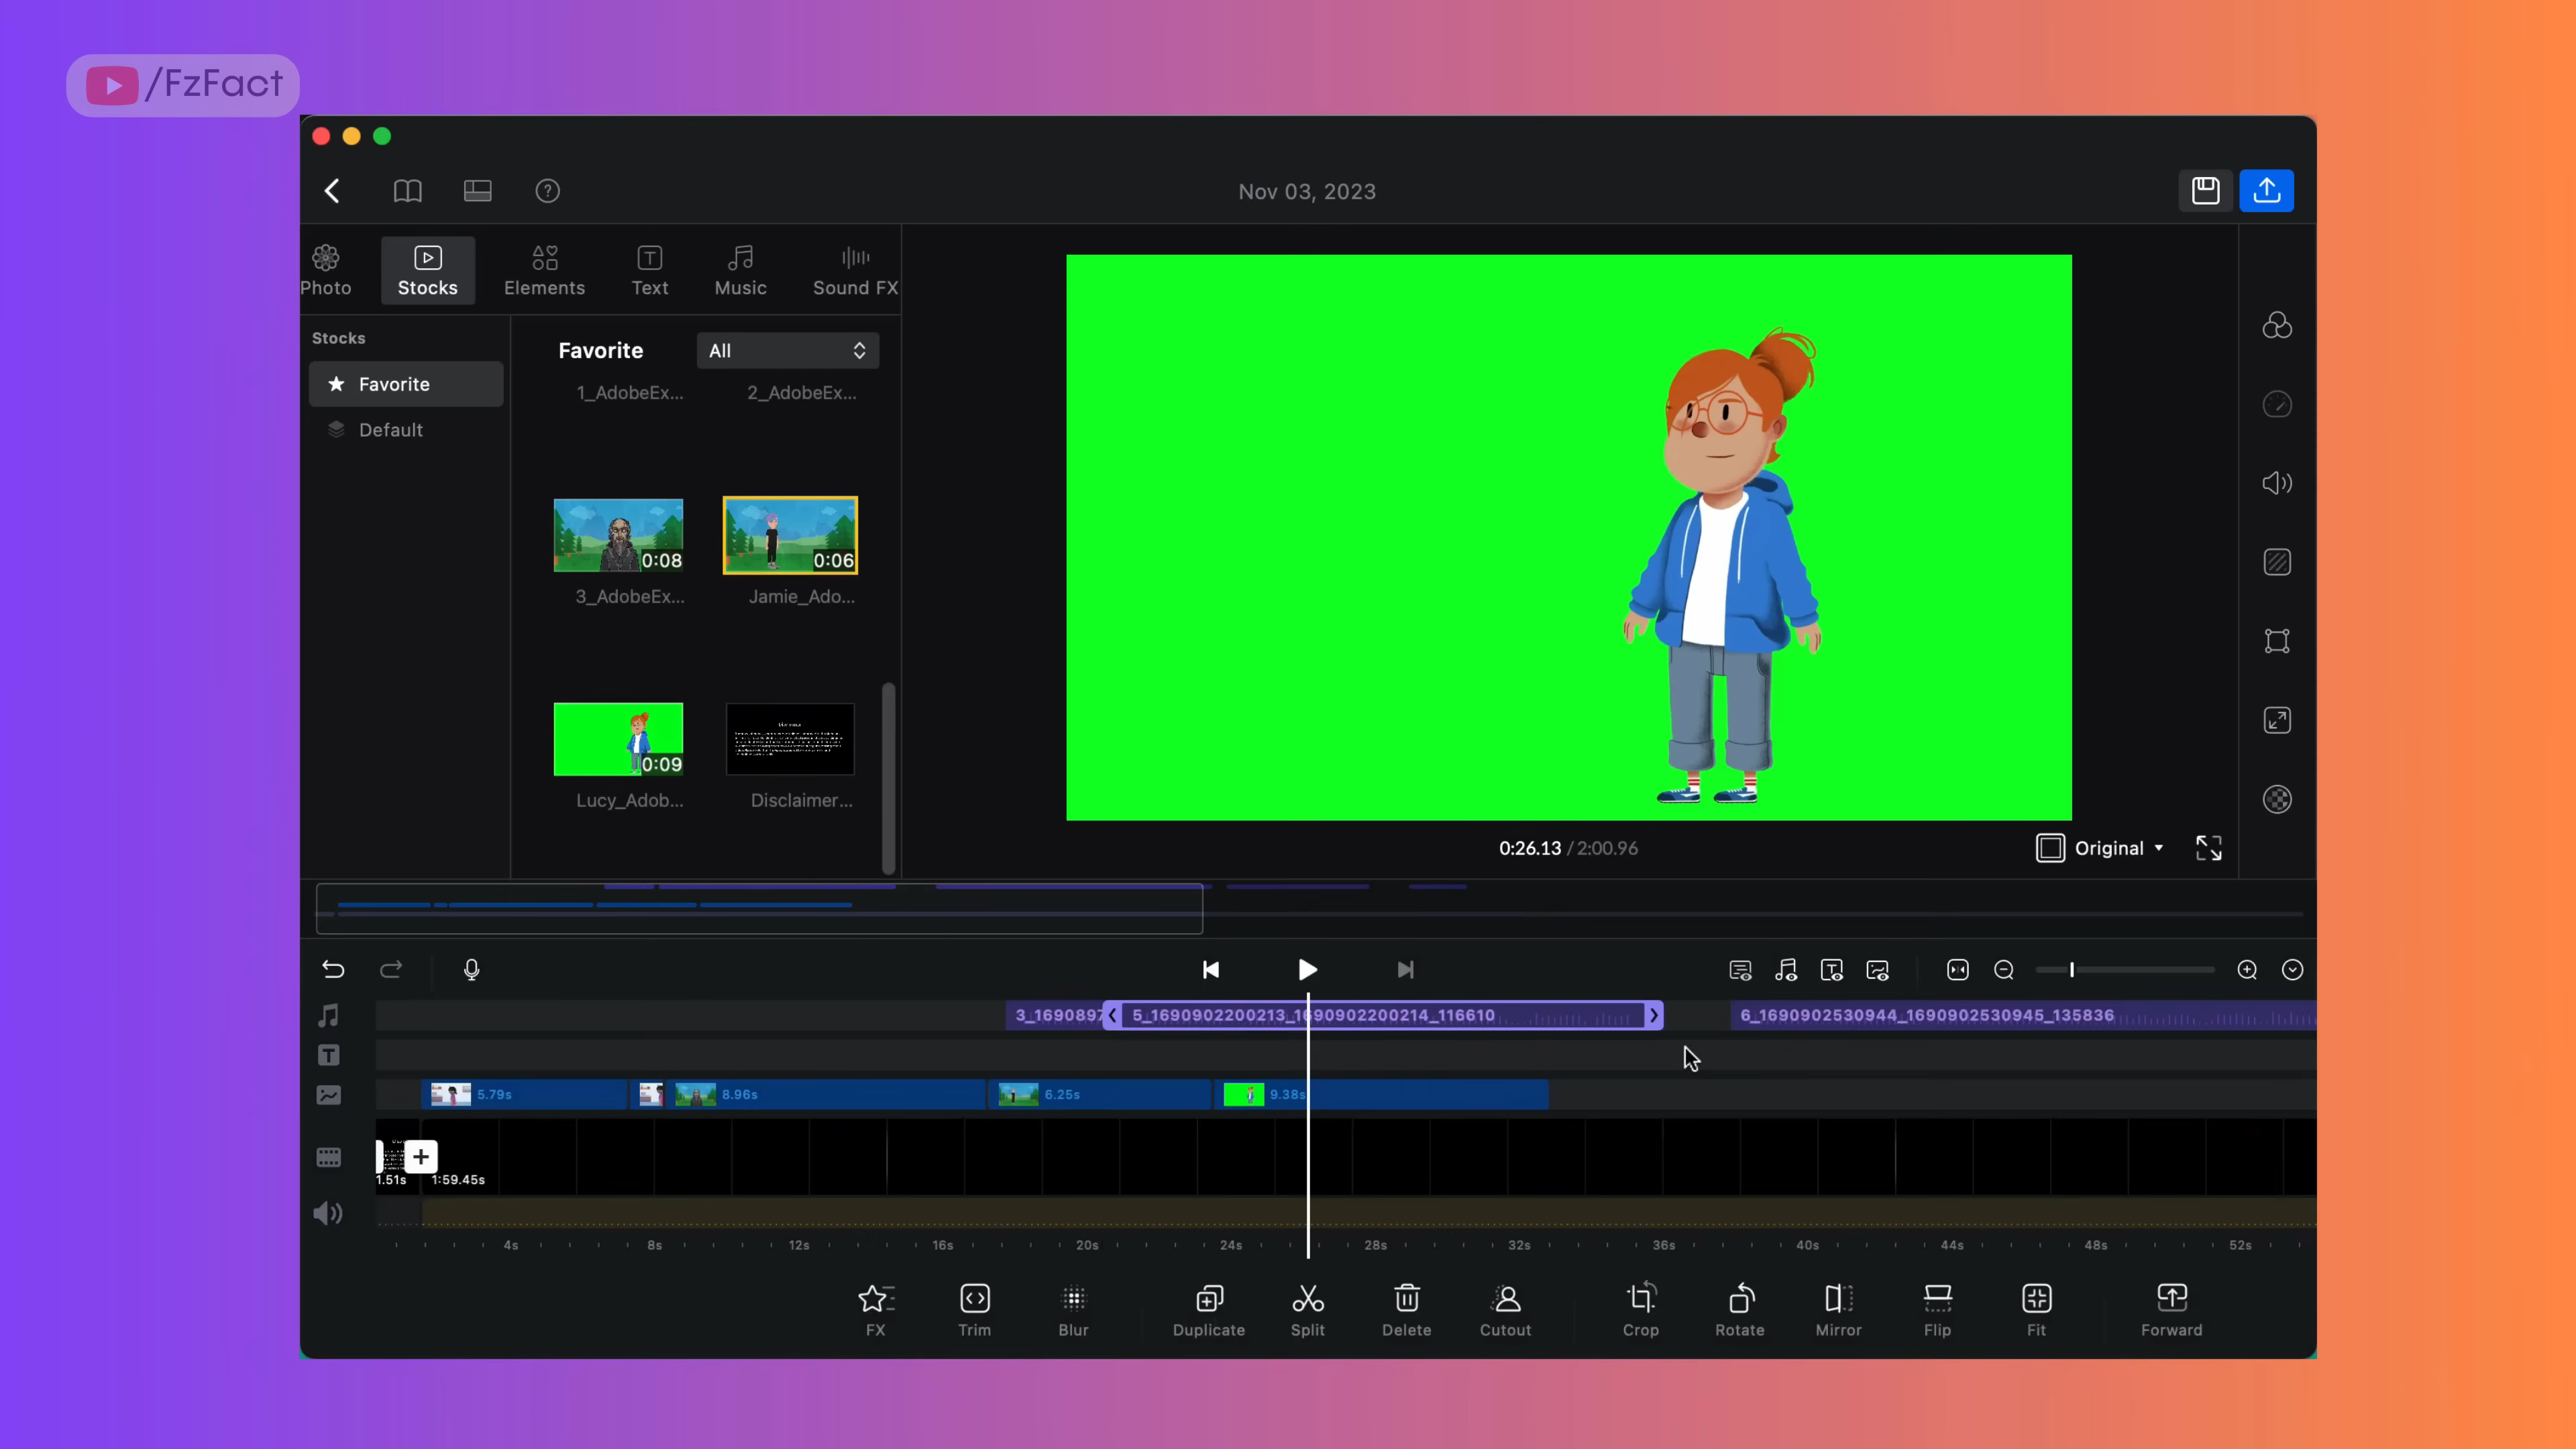 /FzFact
Nov 03, 2023
Photo
Stocks
Elements
Text
Music
Sound FX
Stocks
Favorite
Default
Favorite
All
1_AdobeEx...
2_AdobeEx...
0:08
0:06
3_AdobeEx...
Jamie_Ado...
0:09
Lucy_Adob...
Disclaimer...
0:26.13 / 2:00.96
Original
3_1690897
5_1690902200213_1690902200214_116610
6_1690902530944_1690902530945_135836
5.79s
8.96s
6.25s
9.38s
1.51s
1:59.45s
4s
8s
12s
16s
20s
24s
28s
32s
36s
40s
44s
48s
52s
FX
Trim
Blur
Duplicate
Split
Delete
Cutout
Crop
Rotate
Mirror
Flip
Fit
Forward